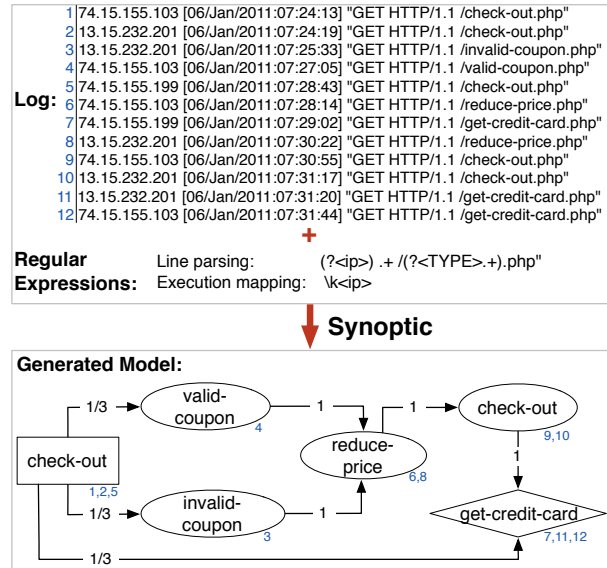 1 74.15.155.103 [06/Jan/2011:07:24:13] "GET HTTP/1.1 /check-out.php"
2 13.15.232.201 [06/Jan/2011:07:24:19] "GET HTTP/1.1 /check-out.php"
3 13.15.232.201 [06/Jan/2011:07:25:33] "GET HTTP/1.1 /invalid-coupon.php"
4 74.15.155.103 [06/Jan/2011:07:27:05] "GET HTTP/1.1 /valid-coupon.php"
5 74.15.155.199 [06/Jan/2011:07:28:43] "GET HTTP/1.1 /check-out.php"
Log: 6 74.15.155.103 [06/Jan/2011:07:28:14] "GET HTTP/1.1 /reduce-price.php"
7 74.15.155.199 [06/Jan/2011:07:29:02] "GET HTTP/1.1 /get-credit-card.php"
8 13.15.232.201 [06/Jan/2011:07:30:22] "GET HTTP/1.1 /reduce-price.php"
9 74.15.155.103 [06/Jan/2011:07:30:55] "GET HTTP/1.1 /check-out.php"
10 13.15.232.201 [06/Jan/2011:07:31:17] "GET HTTP/1.1 /check-out.php"
11 13.15.232.201 [06/Jan/2011:07:31:20] "GET HTTP/1.1 /get-credit-card.php"
12 74.15.155.103 [06/Jan/2011:07:31:44] "GET HTTP/1.1 /get-credit-card.php"
+
Regular Line parsing: (?<ip>) .+ /(?<TYPE>.+).php"
Expressions: Execution mapping: \k<ip>
Synoptic
Generated Model:
valid-
coupon
4
1/3
1
1
check-out
9,10
reduce-
price
6,8
check-out
1,2,5
1
1/3
invalid-
coupon
3
1
get-credit-card
7,11,12
1/3